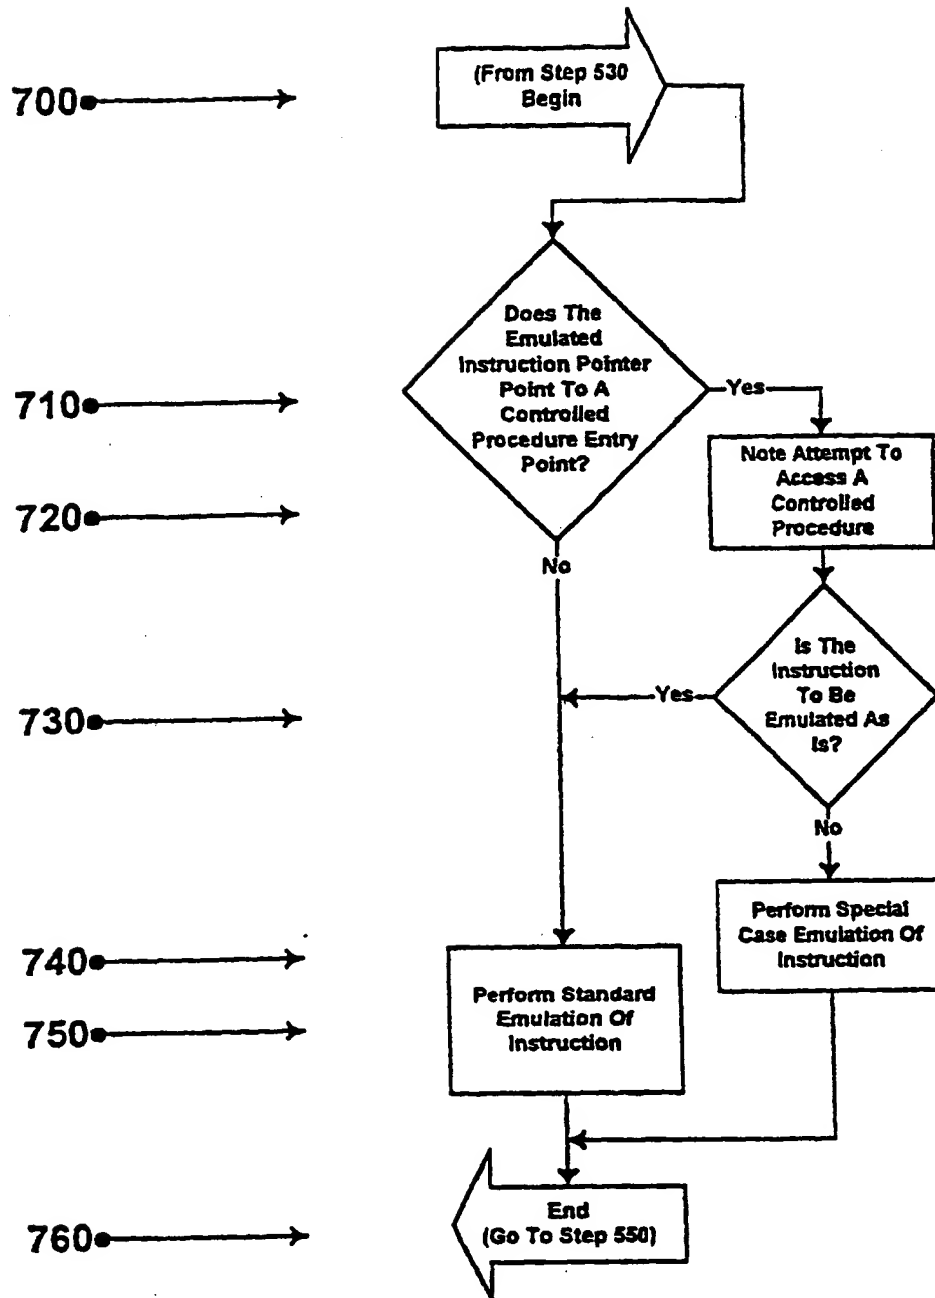 700
(From Step 530
Begin
Does The
Emulated
Instruction Pointer
Point To A
Controlled
Procedure Entry
Point?
710
Yes
Note Attempt To
Access A
Controlled
Procedure
720
No
Is The
Instruction
To Be
Emulated As
Is?
Yes
730
No
Perform Special
Case Emulation Of
Instruction
740
Perform Standard
Emulation Of
Instruction
750
End
(Go To Step 550)
760